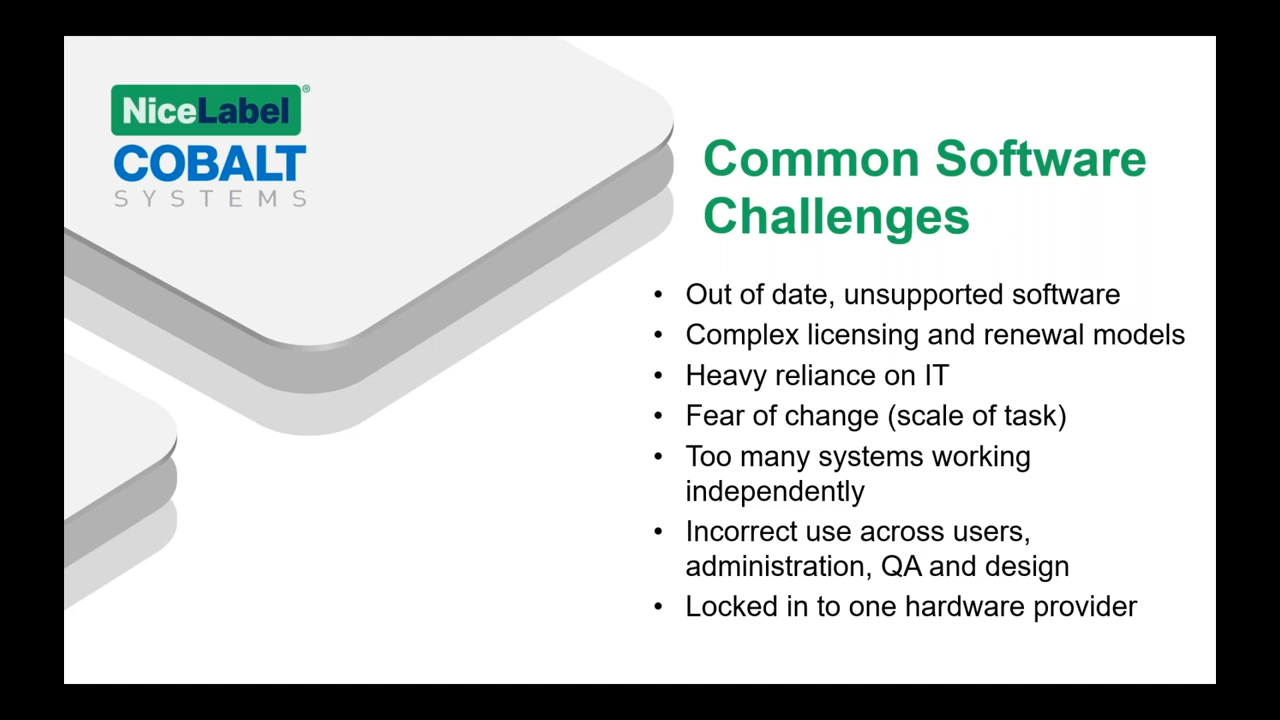 NiceLabel®
COBALT
SYSTEMS
Common Software
Challenges
• Out of date, unsupported software
• Complex licensing and renewal models
• Heavy reliance on IT
• Fear of change (scale of task)
• Too many systems working
independently
• Incorrect use across users,
administration, QA and design
• Locked in to one hardware provider